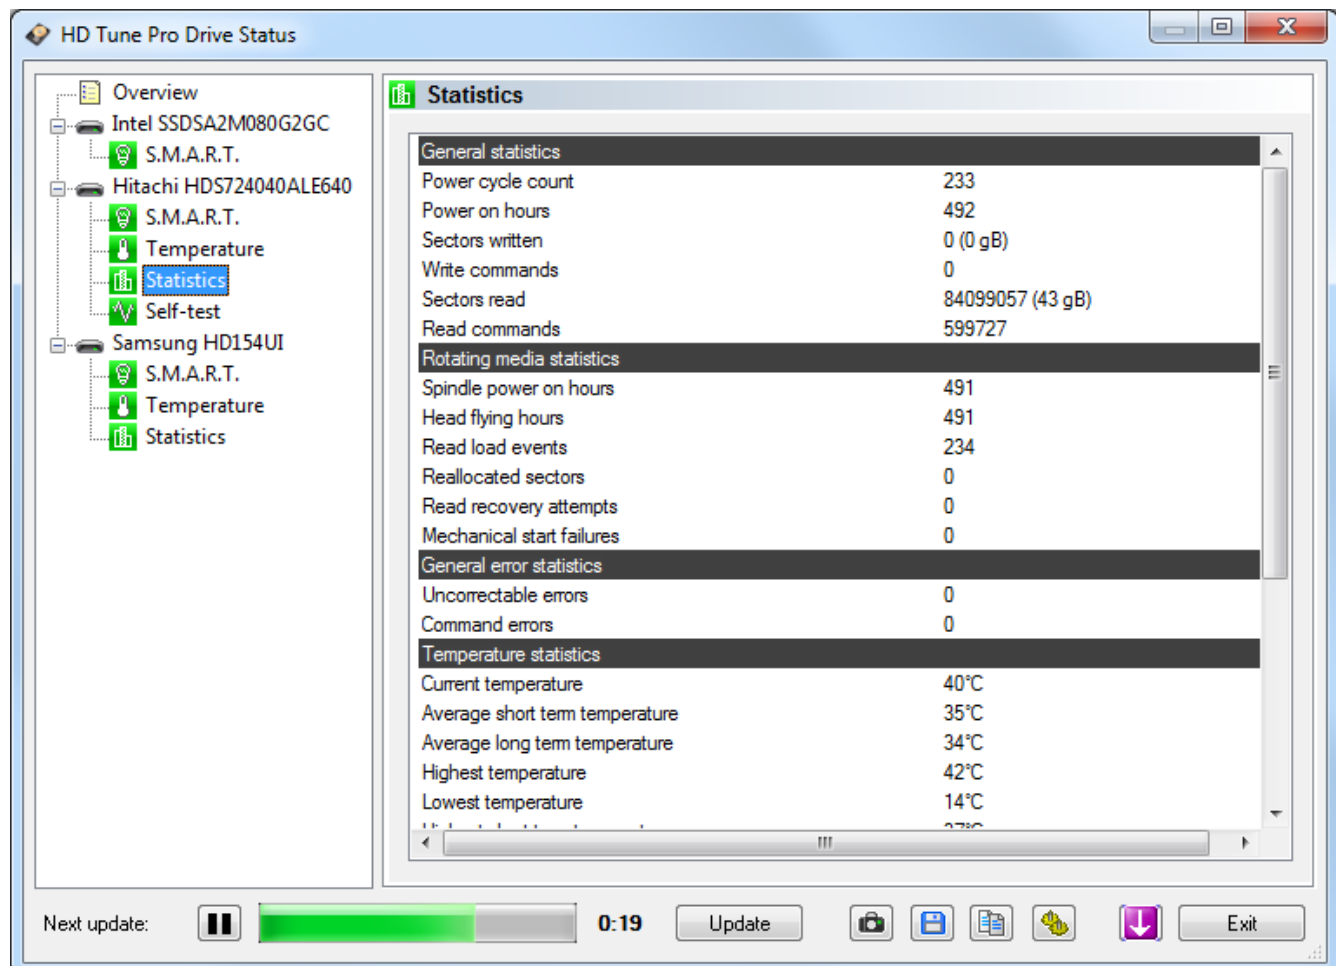 HD Tune Pro Drive Status
Overview
Intel SSDSA2M080G2GC
S.M.A.R.T.
Hitachi HDS724040ALE640
S.M.A.R.T.
Temperature
Statistics
Self-test
Samsung HD154UI
S.M.A.R.T.
Temperature
Statistics
Statistics
General statistics
Power cycle count 233
Power on hours 492
Sectors written 0 (0 gB)
Write commands 0
Sectors read 84099057 (43 gB)
Read commands 599727
Rotating media statistics
Spindle power on hours 491
Head flying hours 491
Read load events 234
Reallocated sectors 0
Read recovery attempts 0
Mechanical start failures 0
General error statistics
Uncorrectable errors 0
Command errors 0
Temperature statistics
Current temperature 40°C
Average short term temperature 35°C
Average long term temperature 34°C
Highest temperature 42°C
Lowest temperature 14°C
Next update: 0:19 Update Exit